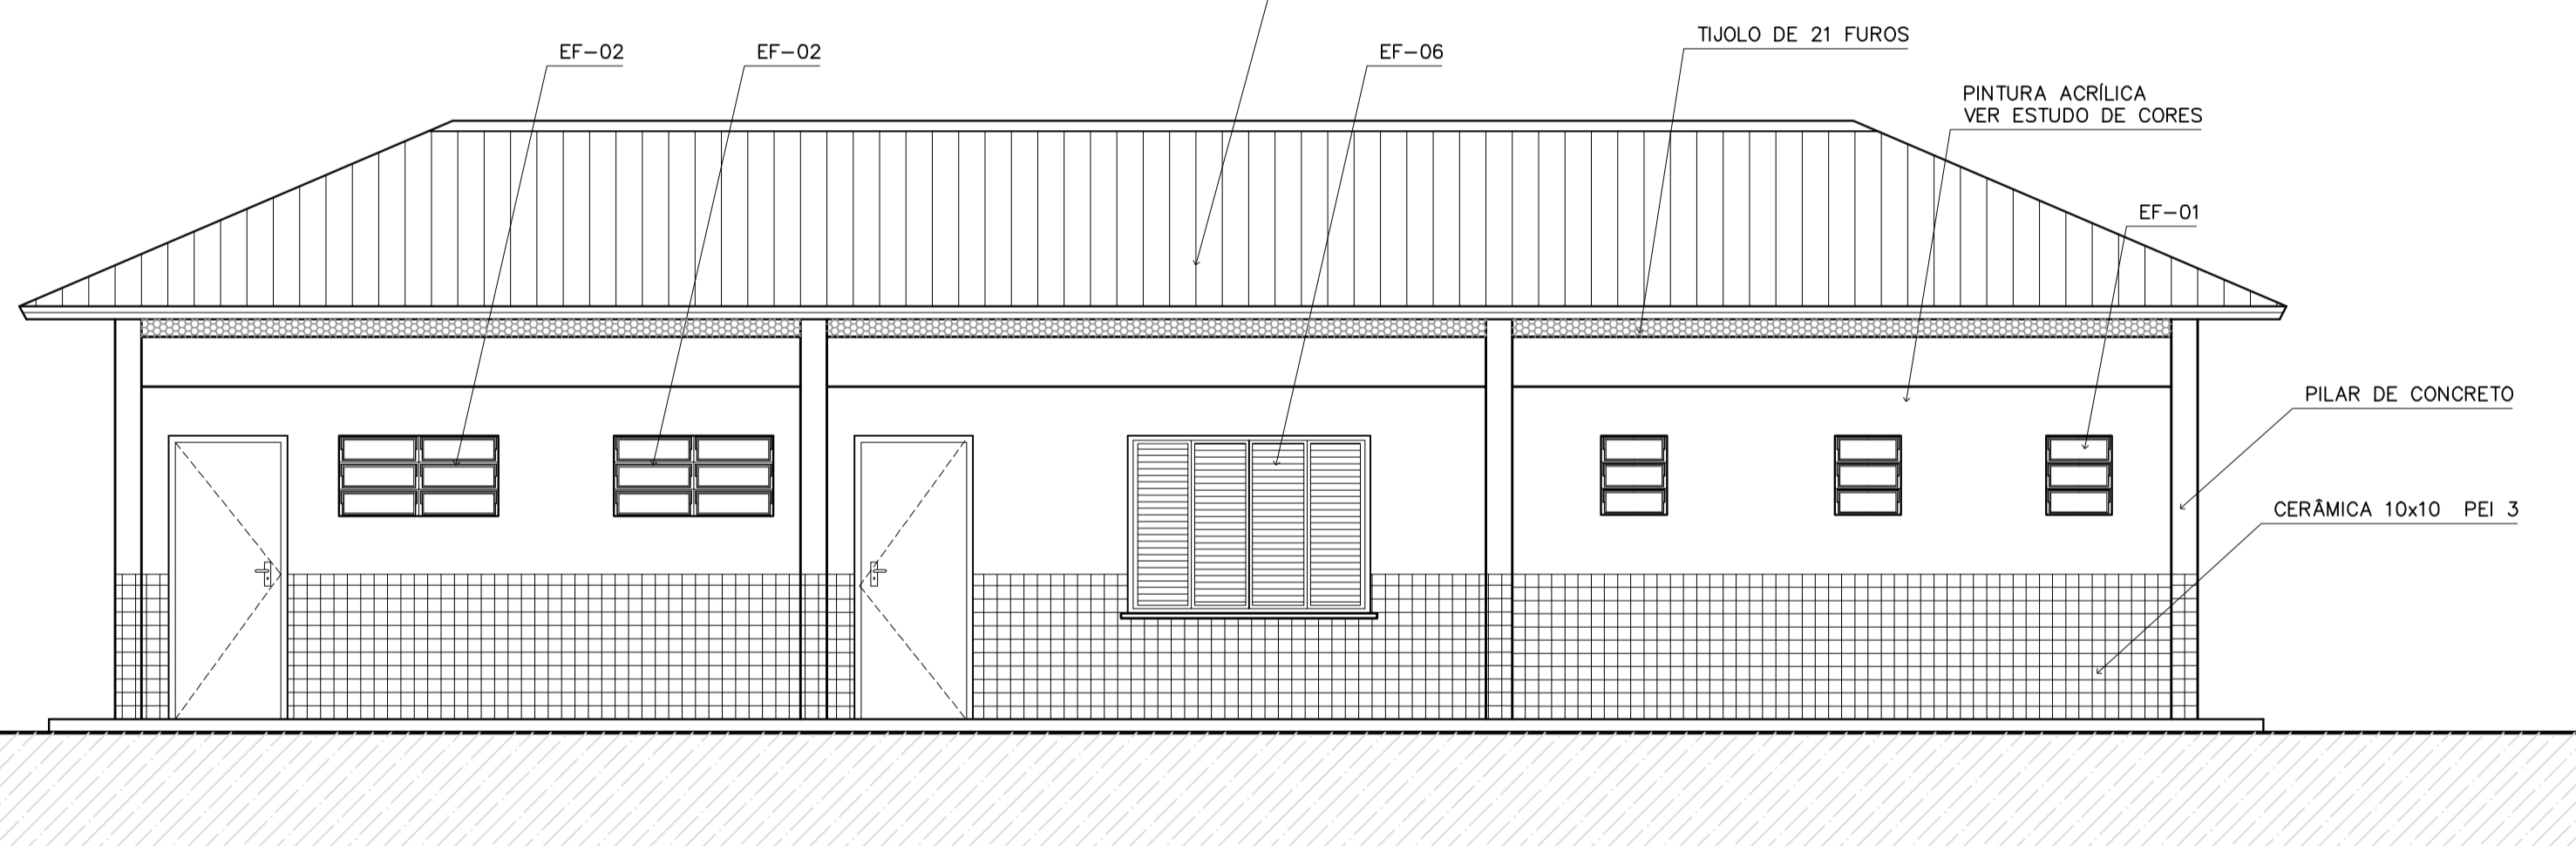 EF-02
EF-02
EF-06
TIJOLO DE 21 FUROS
PINTURA ACRÍLICA
VER ESTUDO DE CORES
EF-01
PILAR DE CONCRETO
CERÂMICA 10x10 PEI 3